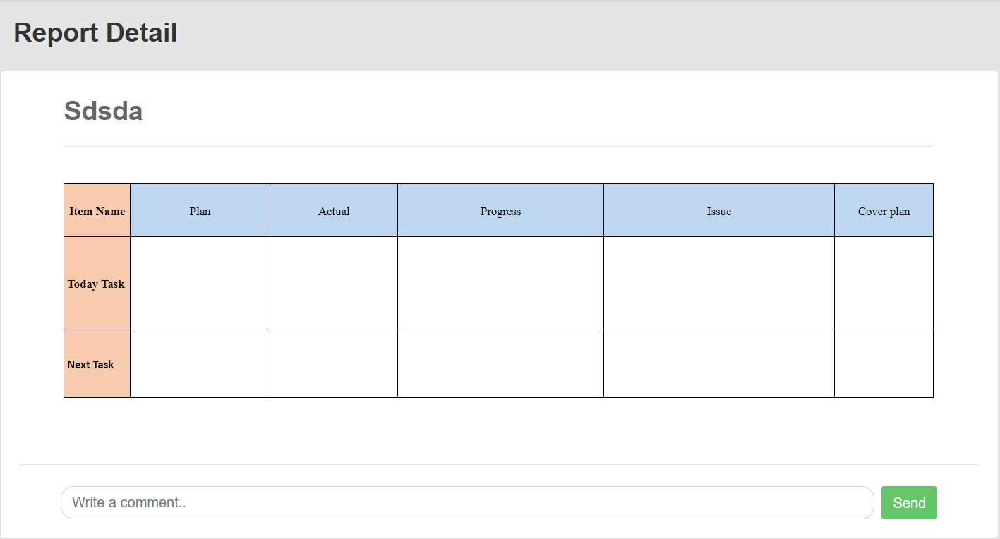 Report Detail
Sdsda
Item Name Plan Actual Progress Issue Cover plan
Today Task
Next Task
Write a comment..
Send